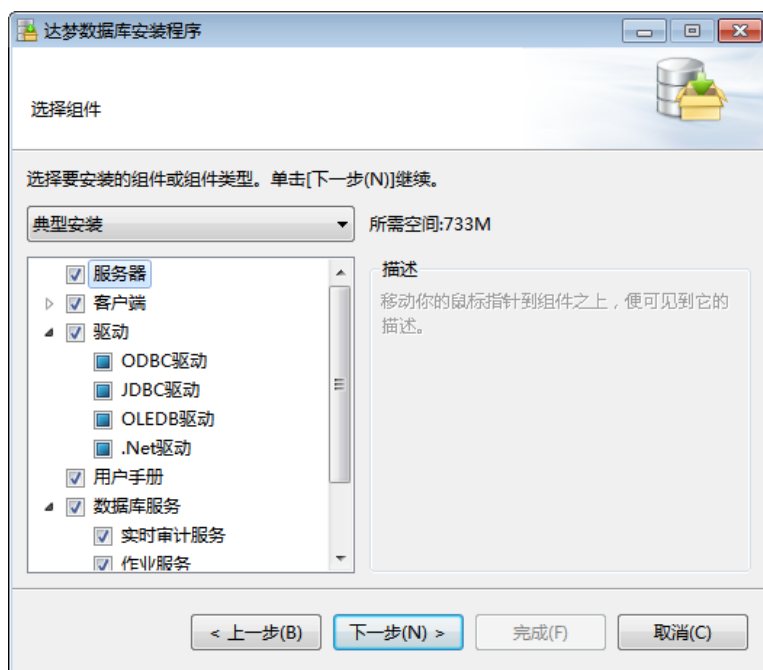 达梦数据库安装程序
选择组件
选择要安装的组件或组件类型。单击[下一步(N)]继续。
典型安装
所需空间:733M
服务器
客户端
驱动
ODBC驱动
JDBC驱动
OLEDB驱动
.Net驱动
用户手册
数据库服务
实时审计服务
作业服务
描述
移动你的鼠标指针到组件之上，便可见到它的
描述。
< 上一步(B)
下一步(N) >
完成(F)
取消(C)